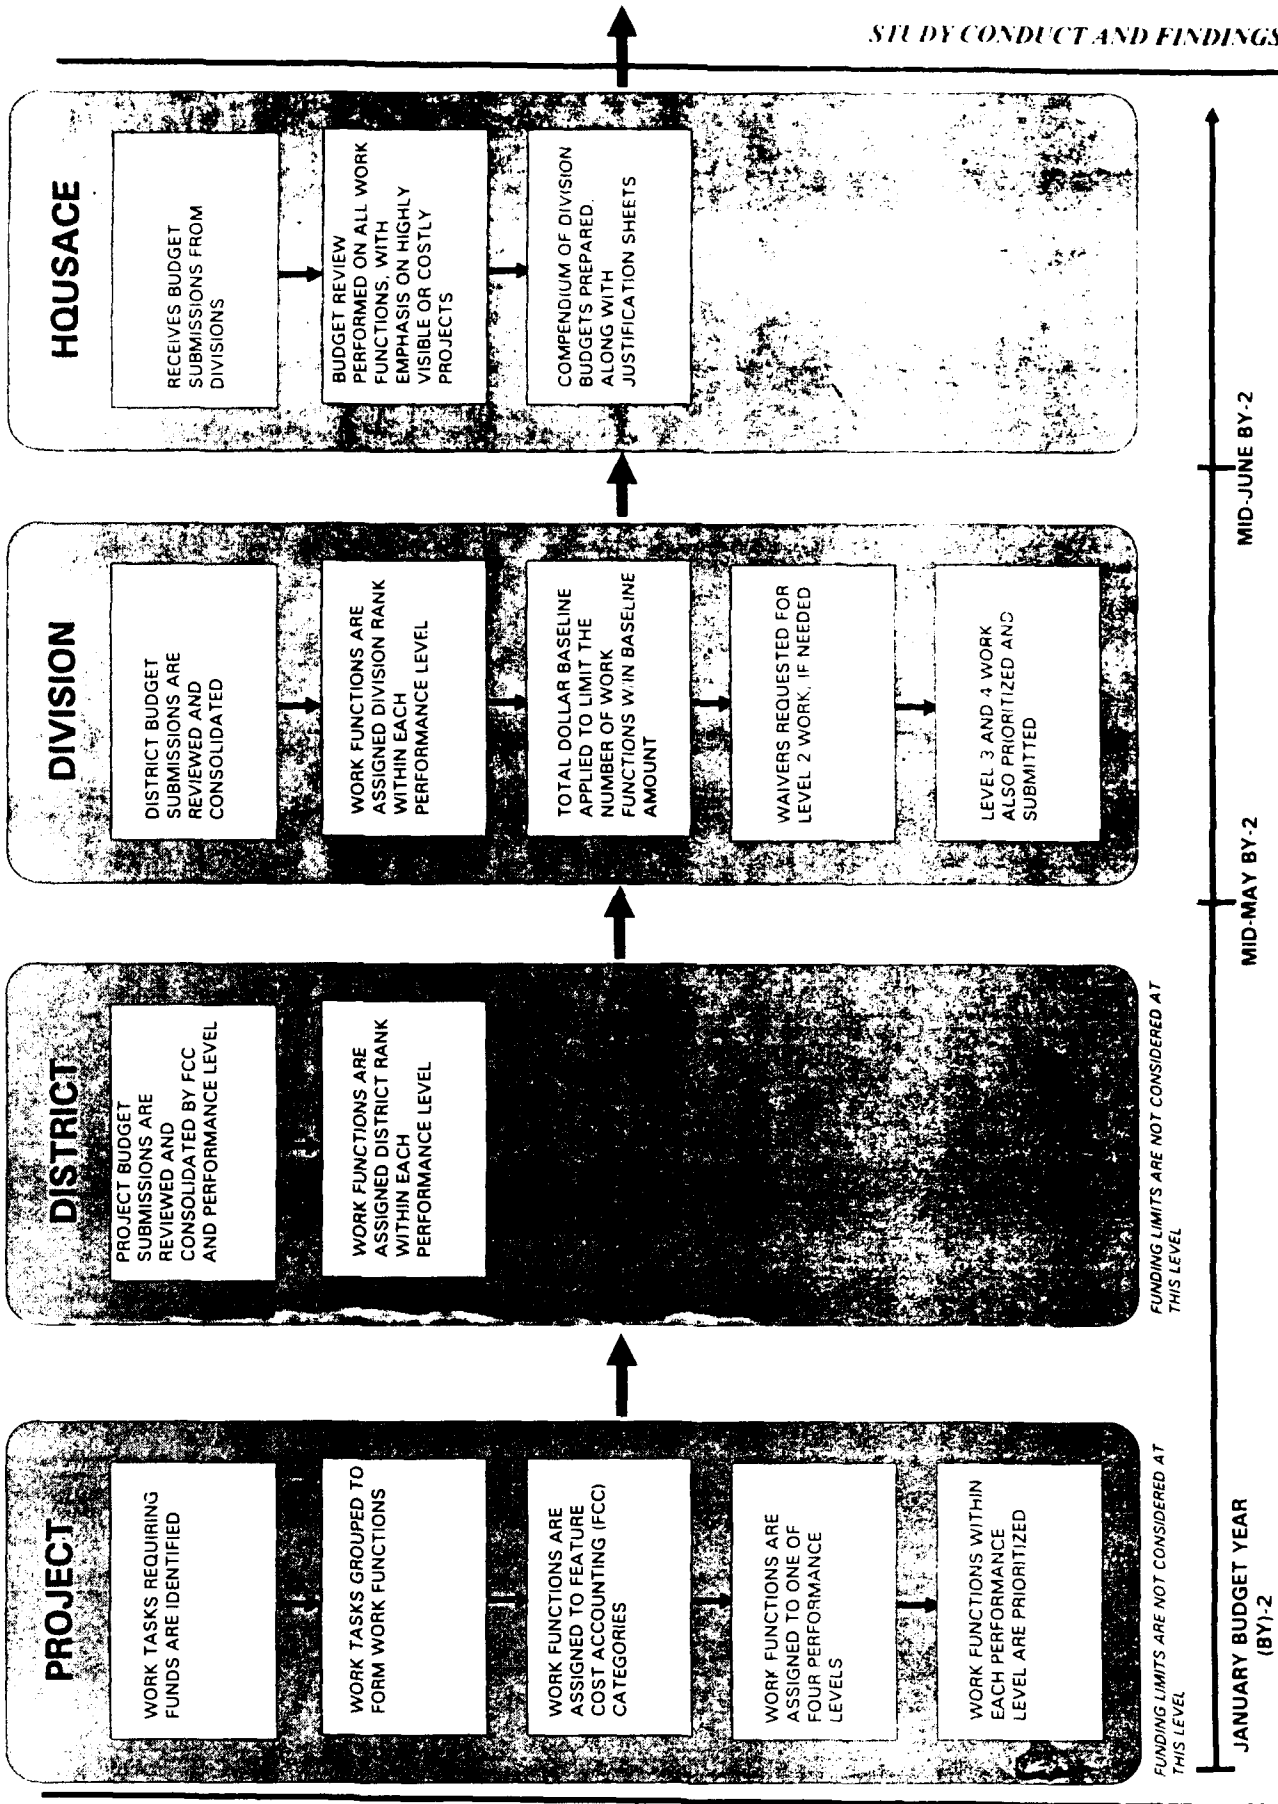 STUDY CONDUCT AND FINDINGS
PROJECT
WORK TASKS REQUIRING
FUNDS ARE IDENTIFIED
WORK TASKS GROUPED TO
FORM WORK FUNCTIONS
WORK FUNCTIONS ARE
ASSIGNED TO FEATURE
COST ACCOUNTING (FCC)
CATEGORIES
WORK FUNCTIONS ARE
ASSIGNED TO ONE OF
FOUR PERFORMANCE
LEVELS
WORK FUNCTIONS WITHIN
EACH PERFORMANCE
LEVEL ARE PRIORITIZED
FUNDING LIMITS ARE NOT CONSIDERED AT
THIS LEVEL
DISTRICT
PROJECT BUDGET
SUBMISSIONS ARE
REVIEWED AND
CONSOLIDATED BY FCC
AND PERFORMANCE LEVEL
WORK FUNCTIONS ARE
ASSIGNED DISTRICT RANK
WITHIN EACH
PERFORMANCE LEVEL
FUNDING LIMITS ARE NOT CONSIDERED AT
THIS LEVEL
DIVISION
DISTRICT BUDGET
SUBMISSIONS ARE
REVIEWED AND
CONSOLIDATED
WORK FUNCTIONS ARE
ASSIGNED DIVISION RANK
WITHIN EACH
PERFORMANCE LEVEL
TOTAL DOLLAR BASELINE
APPLIED TO LIMIT THE
NUMBER OF WORK
FUNCTIONS W/IN BASELINE
AMOUNT
WAIVERS REQUESTED FOR
LEVEL 2 WORK, IF NEEDED
LEVEL 3 AND 4 WORK
ALSO PRIORITIZED AND
SUBMITTED
HQUSACE
RECEIVES BUDGET
SUBMISSIONS FROM
DIVISIONS
BUDGET REVIEW
PERFORMED ON ALL WORK
FUNCTIONS, WITH
EMPHASIS ON HIGHLY
VISIBLE OR COSTLY
PROJECTS
COMPENDIUM OF DIVISION
BUDGETS PREPARED
ALONG WITH
JUSTIFICATION SHEETS
JANUARY BUDGET YEAR
(BY)-2
MID-MAY BY-2
MID-JUNE BY-2